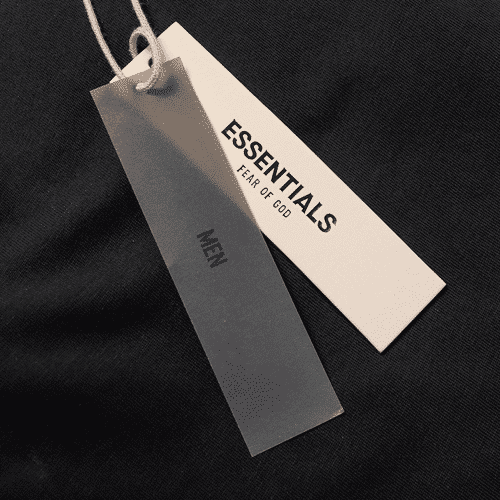 ESSENTIALS
FEAR OF GOD
MEN